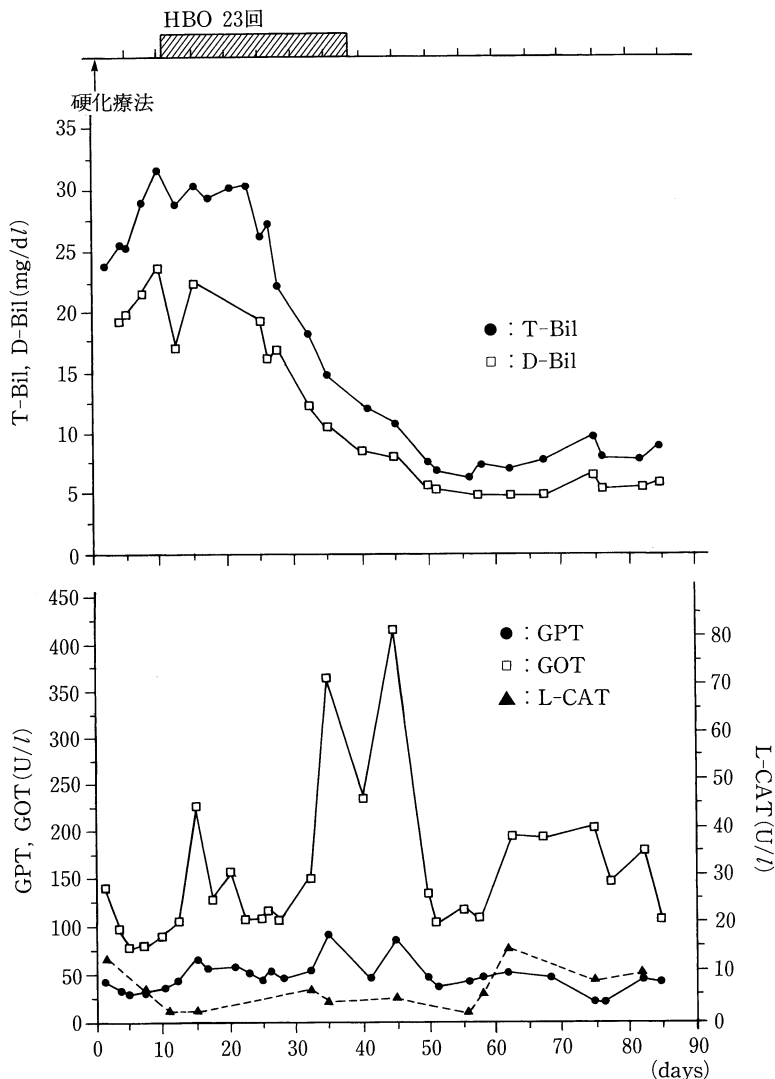 HBO 23回
硬化療法
35
30
25
20
15
10
5
0
T-Bil, D-Bil(mg/dl)
● : T-Bil
□ : D-Bil
450
400
350
300
250
200
150
100
50
0
GPT, GOT(U/l)
● : GPT
□ : GOT
▲ : L-CAT
80
70
60
50
40
30
20
10
0
L-CAT(U/l)
0 10 20 30 40 50 60 70 80 90
(days)